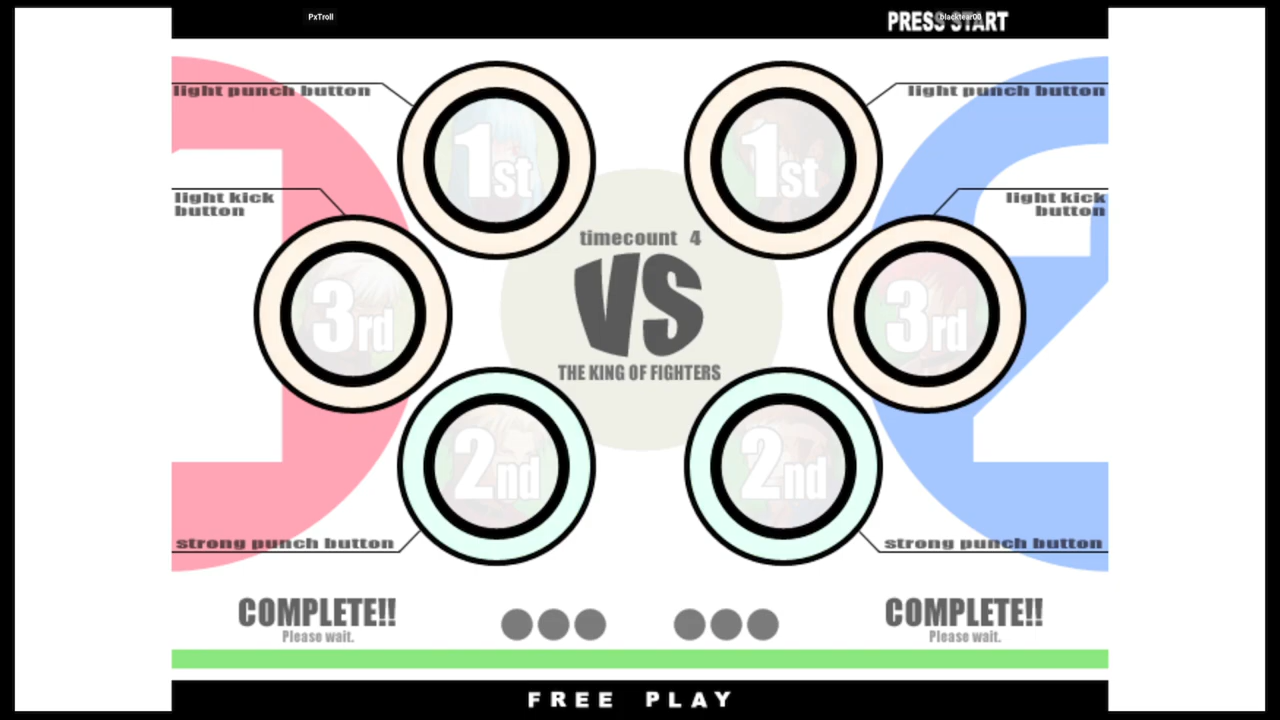 PxTroll
PRESS START
blacktear00
light punch button
light punch button
1st
1st
light kick
button
light kick
button
timecount 4
VS
3rd
3rd
THE KING OF FIGHTERS
2nd
2nd
strong punch button
strong punch button
COMPLETE!!
Please wait.
COMPLETE!!
Please wait.
FREE PLAY